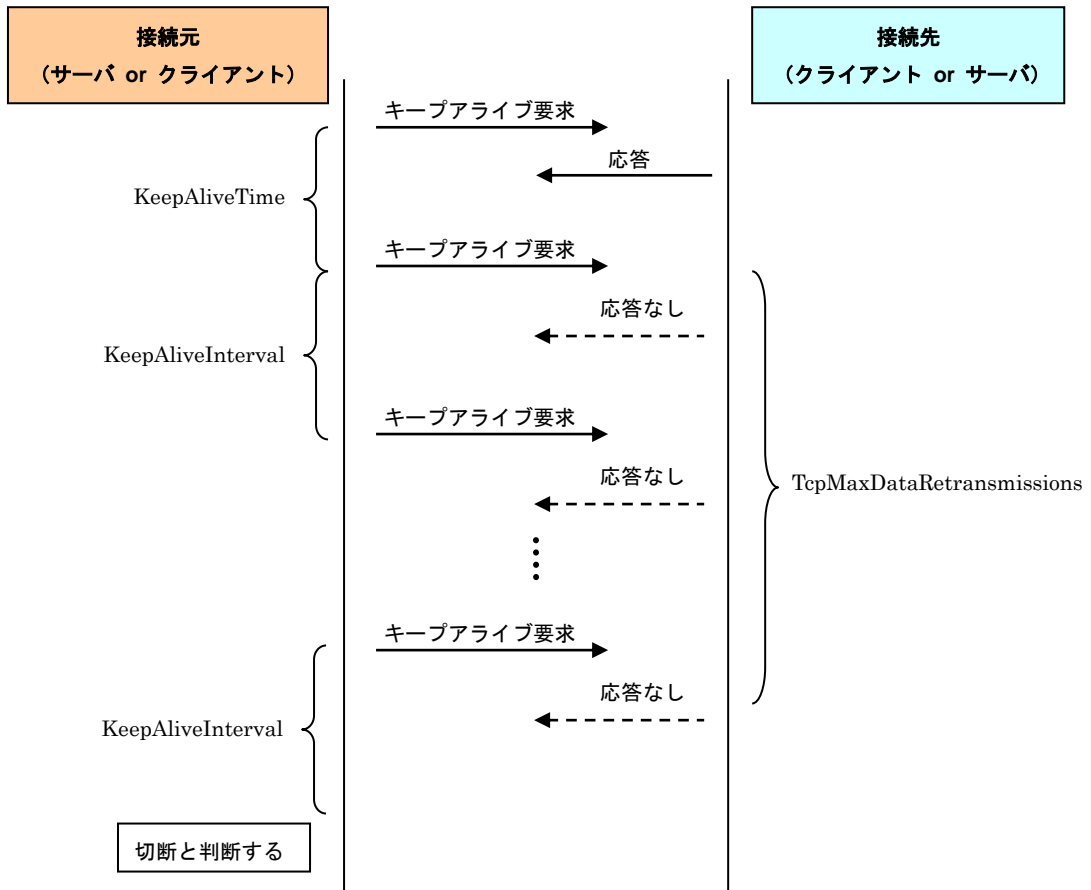 接続元
（サーバ or クライアント）
接続先
（クライアント or サーバ）
キープアライブ要求
応答
KeepAliveTime
キープアライブ要求
応答なし
KeepAliveInterval
キープアライブ要求
応答なし
TcpMaxDataRetransmissions
キープアライブ要求
応答なし
KeepAliveInterval
切断と判断する